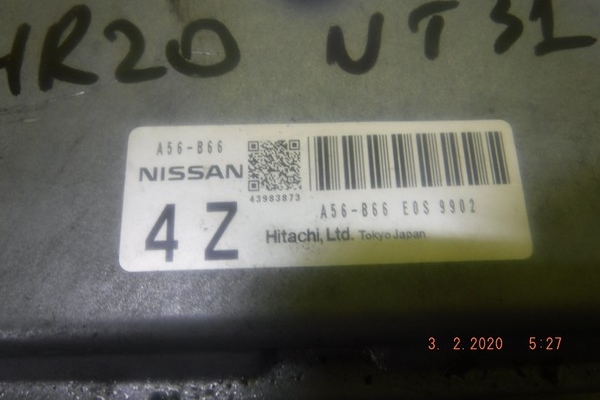 HR20 NT31
A56-B66
NISSAN
43983873
4 Z
A56-B66 E0S 9902
Hitachi, Ltd. Tokyo Japan
3. 2.2020 5:27